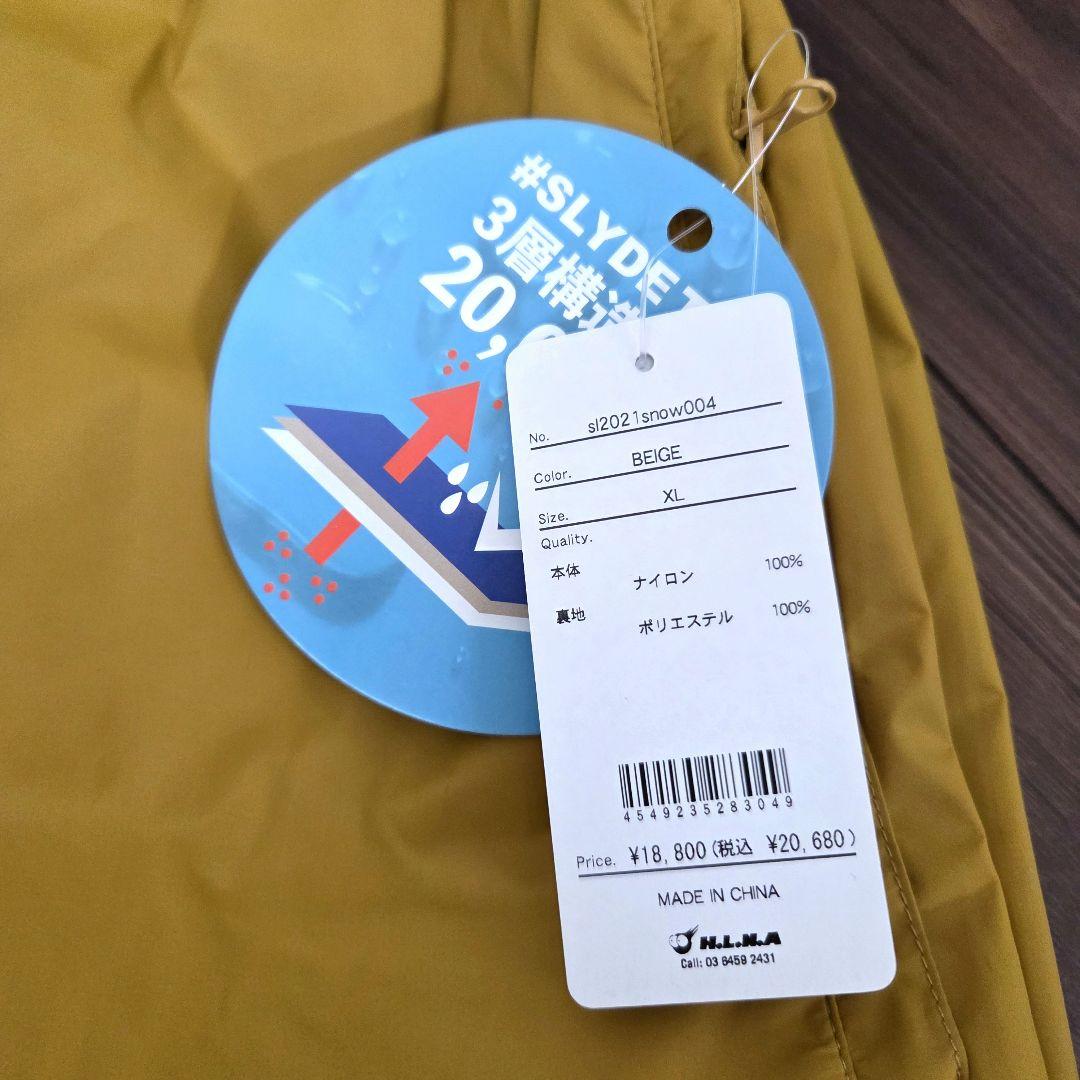 #SLYDE
3層構造
20,
No. sl2021snow004
Color. BEIGE
Size. XL
Quality.
本体 ナイロン 100%
裏地 ポリエステル 100%
4549235283049
Price. ¥18,800(税込 ¥20,680)
MADE IN CHINA
H.L.N.A
Call: 03 6459 2431